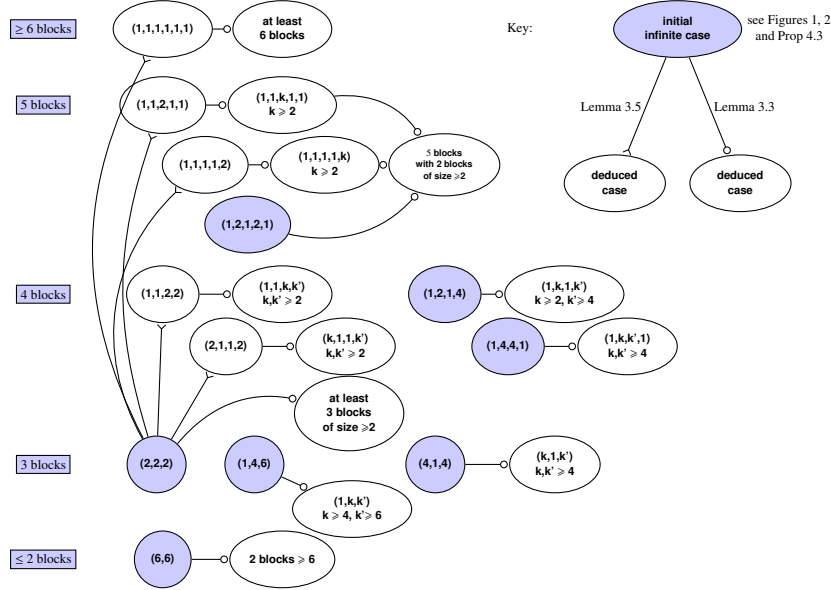 ≥ 6 blocks
(1,1,1,1,1,1)
at least
6 blocks
Key:
initial
infinite case
see Figures 1, 2
and Prop 4.3
5 blocks
(1,1,2,1,1)
(1,1,k,1,1)
k ⩾ 2
Lemma 3.5
Lemma 3.3
(1,1,1,1,2)
(1,1,1,1,k)
k ⩾ 2
5 blocks
with 2 blocks
of size ⩾2
deduced
case
deduced
case
(1,2,1,2,1)
4 blocks
(1,1,2,2)
(1,1,k,k')
k,k' ⩾ 2
(1,2,1,4)
(1,k,1,k')
k ⩾ 2, k'⩾ 4
(2,1,1,2)
(k,1,1,k')
k,k' ⩾ 2
(1,4,4,1)
(1,k,k',1)
k,k' ⩾ 4
at least
3 blocks
of size ⩾2
3 blocks
(2,2,2)
(1,4,6)
(4,1,4)
(k,1,k')
k,k' ⩾ 4
(1,k,k')
k ⩾ 4, k'⩾ 6
≤ 2 blocks
(6,6)
2 blocks ⩾ 6